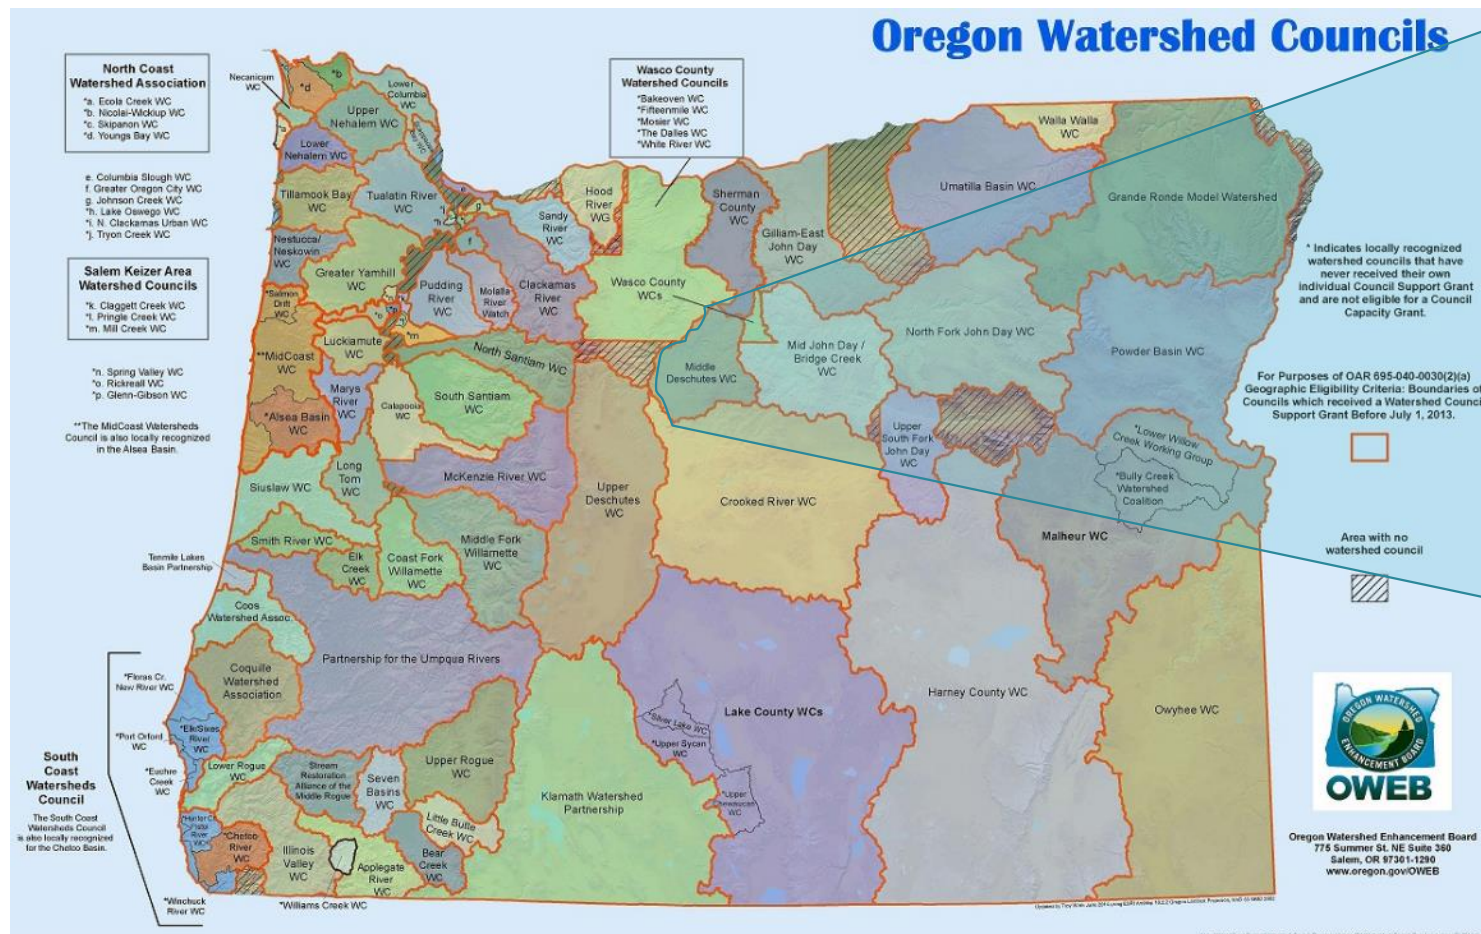 Oregon Watershed Councils
North Coast
Watershed Association
*a. Ecola Creek WC
*b. Nicolai-Wickiup WC
*c. Skipanon WC
*d. Youngs Bay WC
e. Columbia Slough WC
f. Greater Oregon City WC
g. Johnson Creek WC
*h. Lake Oswego WC
*i. N. Clackamas Urban WC
*j. Tryon Creek WC
Salem Keizer Area
Watershed Councils
*k. Claggett Creek WC
*l. Pringle Creek WC
*m. Mill Creek WC
*n. Spring Valley WC
*o. Rickreall WC
*p. Glenn-Gibson WC
**The MidCoast Watersheds
Council is also locally recognized
in the Alsea Basin.
Wasco County
Watershed Councils
*Bakeoven WC
*Fifteenmile WC
*Mosier WC
*The Dalles WC
*White River WC
Necanicum
WC
*d
*b
Lower
Columbia
WC
Upper
Nehalem WC
Lower
Nehalem WC
Tillamook Bay
WC
Tualatin River
WC
Nestucca/
Neskowin
WC
Greater Yamhill
WC
*Salmon
Drift
WC
**MidCoast
WC
Luckiamute
WC
*Alsea Basin
WC
Marys
River
WC
Calapooia
WC
Pudding
River
WC
Molalla
River
Watch
Clackamas
River
WC
Sandy
River
WC
Hood
River
WG
f
g
*h
*m
North Santiam WC
South Santiam
WC
McKenzie River WC
Long
Tom
WC
Siuslaw WC
Smith River WC
Elk
Creek
WC
Coast Fork
Willamette
WC
Middle Fork
Willamette
WC
Tenmile Lakes
Basin Partnership
Coos
Watershed Assoc.
Coquille
Watershed
Association
Partnership for the Umpqua Rivers
Wasco County
WCs
Sherman
County
WC
Gilliam-East
John Day
WC
Umatilla Basin WC
Walla Walla
WC
Grande Ronde Model Watershed
Middle
Deschutes WC
Mid John Day /
Bridge Creek
WC
North Fork John Day WC
Powder Basin WC
Upper
Deschutes
WC
Crooked River WC
Upper
South Fork
John Day
WC
*Lower Willow
Creek Working Group
*Bully Creek
Watershed
Coalition
Malheur WC
Harney County WC
Owyhee WC
Lake County WCs
*Silver Lake WC
*Upper Sycan
WC
*Upper
Chewaucan
WC
Klamath Watershed
Partnership
Upper Rogue
WC
Little Butte
Creek WC
Bear
Creek
WC
Seven
Basins
WC
Stream
Restoration
Alliance of the
Middle Rogue
Lower Rogue
WC
Illinois
Valley
WC
Applegate
River
WC
*Williams Creek WC
*Floras Cr.
New River WC
*Elk/Sixes
River
WC
*Port Orford
WC
*Euchre
Creek
WC
*Chetco
River
WC
*Winchuck
River WC
South
Coast
Watersheds
Council
The South Coast
Watersheds Council
is also locally recognized
for the Chetco Basin.
* Indicates locally recognized
watershed councils that have
never received their own
individual Council Support Grant
and are not eligible for a Council
Capacity Grant.
For Purposes of OAR 695-040-0030(2)(a)
Geographic Eligibility Criteria: Boundaries of
Councils which received a Watershed Council
Support Grant Before July 1, 2013.
Area with no
watershed council
OREGON WATERSHED
ENHANCEMENT BOARD
OWEB
Oregon Watershed Enhancement Board
775 Summer St. NE Suite 360
Salem, OR 97301-1290
www.oregon.gov/OWEB